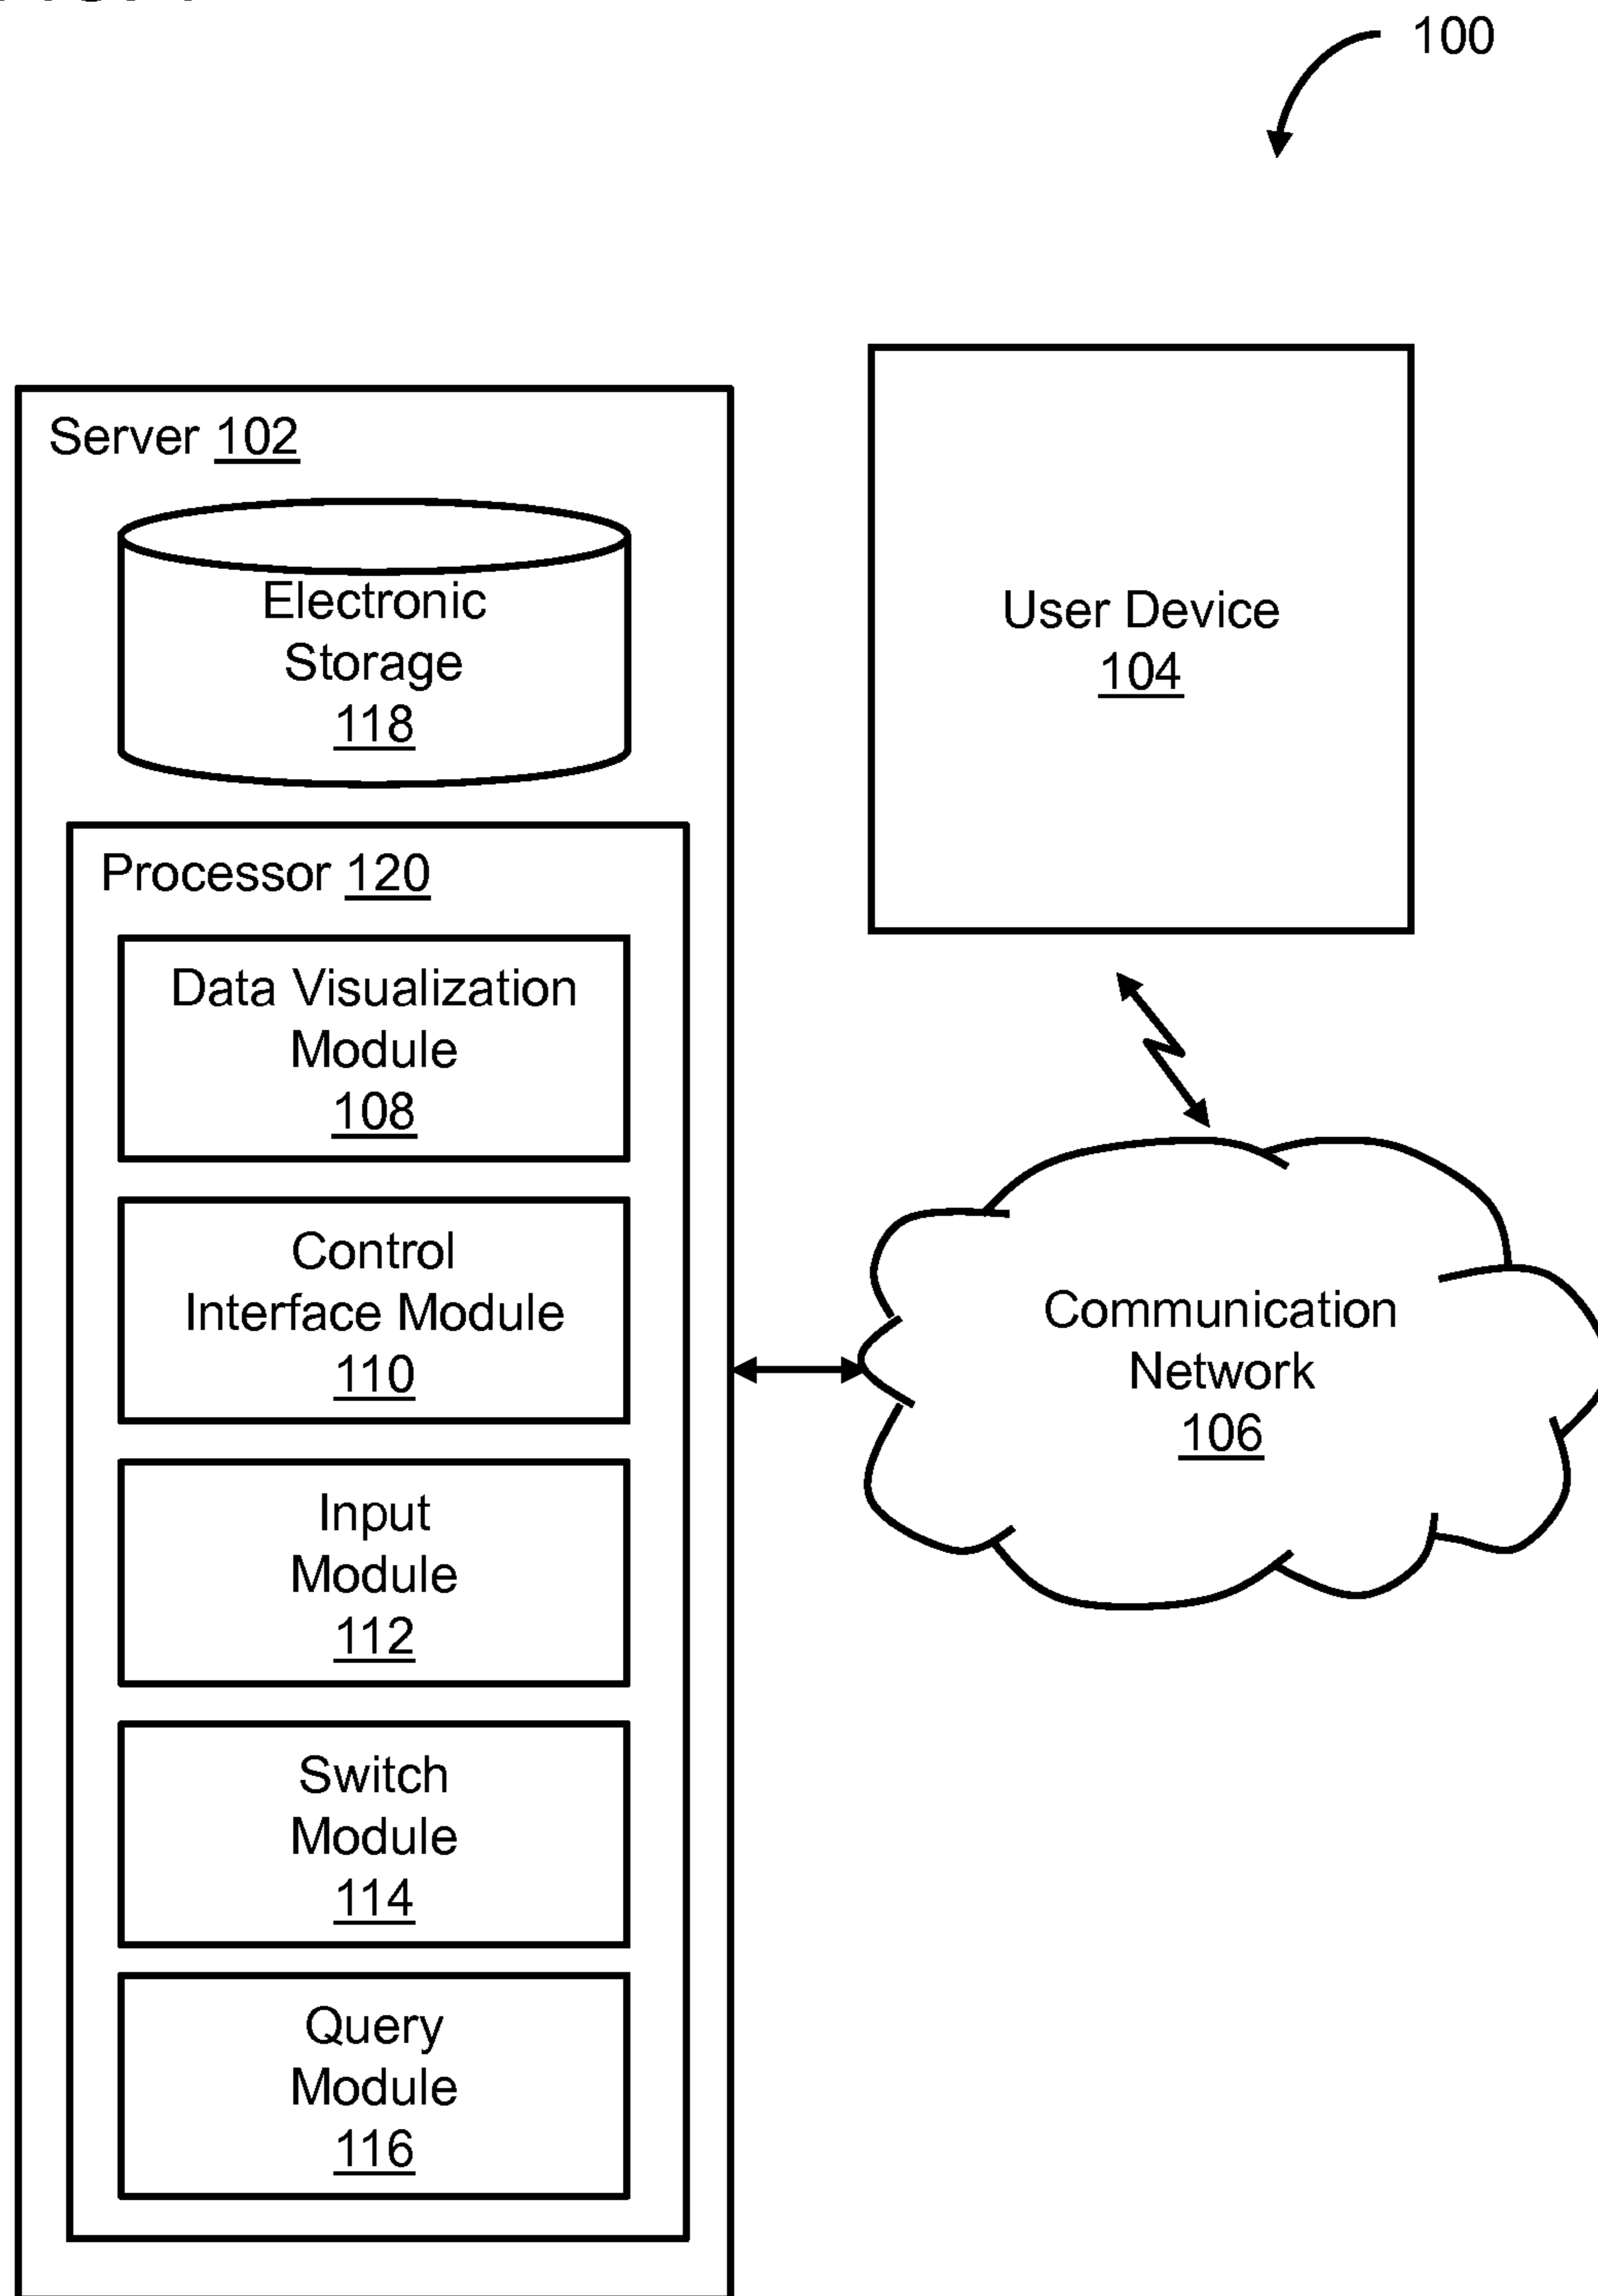 100
Server 102
Electronic
Storage
118
Processor 120
Data Visualization
Module
108
Control
Interface Module
110
Input
Module
112
Switch
Module
114
Query
Module
116
User Device
104
Communication
Network
106